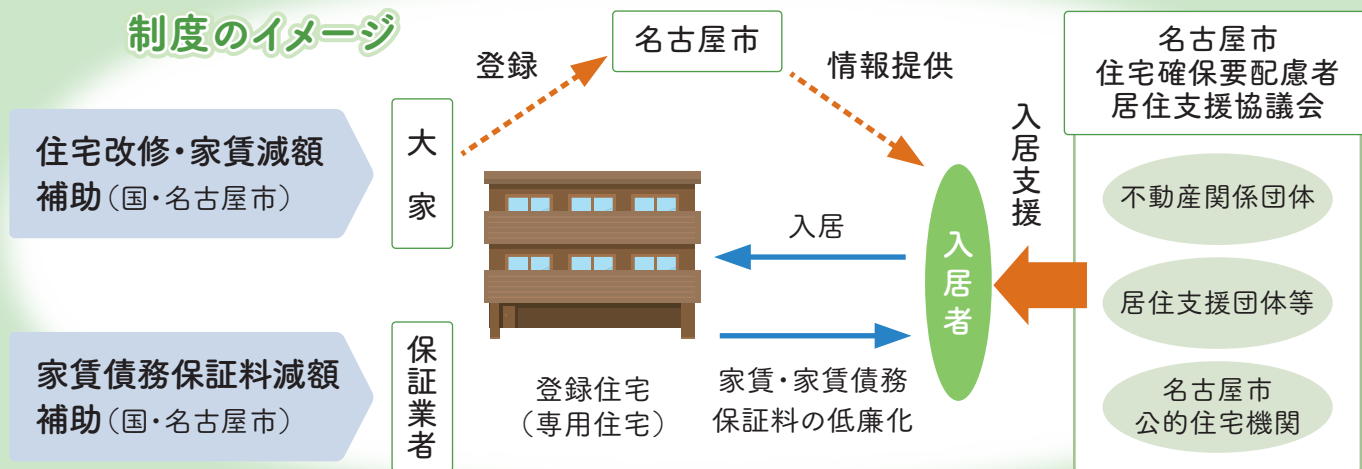 制度のイメージ
名古屋市
登録
情報提供
名古屋市
住宅確保要配慮者
居住支援協議会
住宅改修・家賃減額
補助（国・名古屋市）
大家
入居支援
不動産関係団体
入居
入居者
居住支援団体等
家賃債務保証料減額
補助（国・名古屋市）
保証業者
登録住宅
（専用住宅）
家賃・家賃債務
保証料の低廉化
名古屋市
公的住宅機関